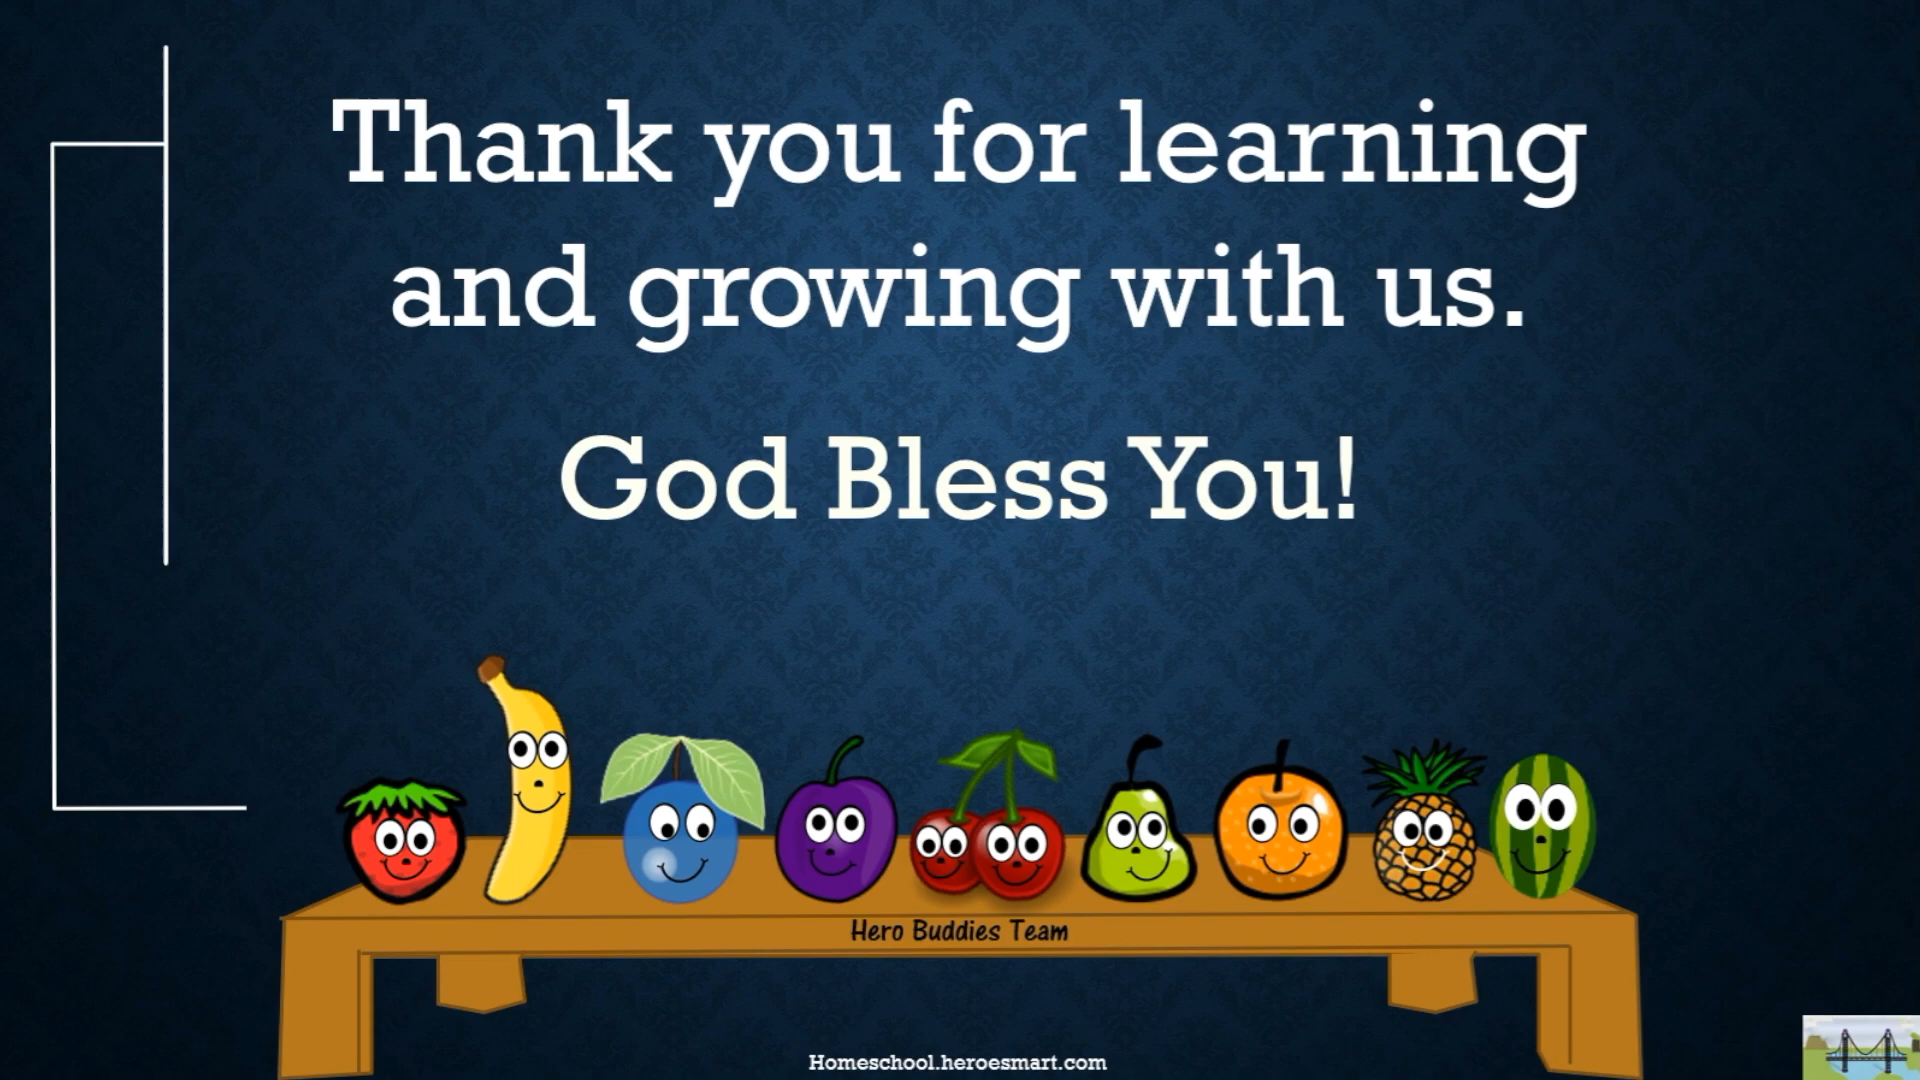 Thank you for learning
and growing with us.
God Bless You!
Hero Buddies Team
Homeschool.heroesmart.com